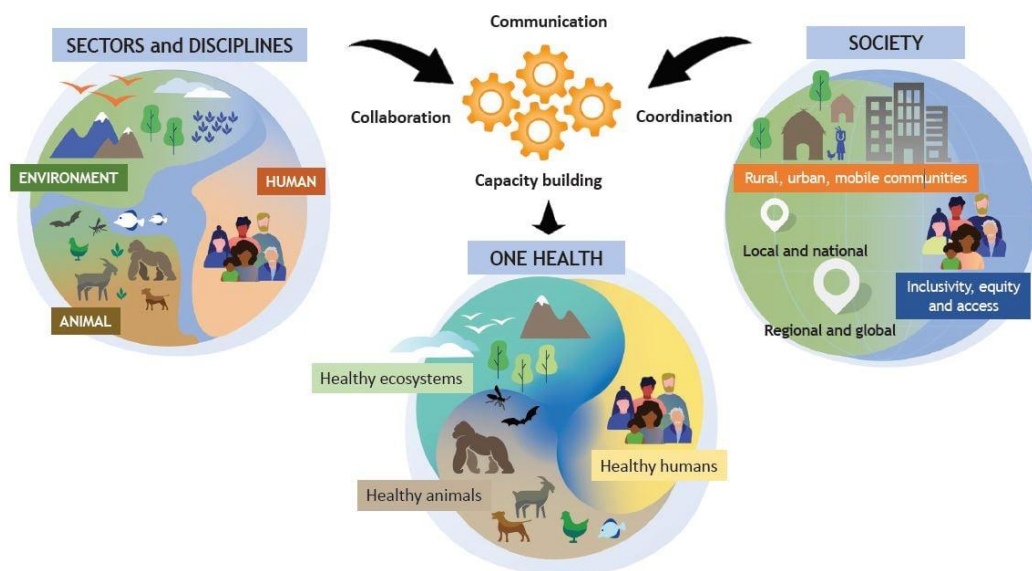 SECTORS and DISCIPLINES
ENVIRONMENT
HUMAN
ANIMAL
Communication
Collaboration
Coordination
Capacity building
SOCIETY
Rural, urban, mobile communities
Local and national
Inclusivity, equity
and access
Regional and global
ONE HEALTH
Healthy ecosystems
Healthy humans
Healthy animals